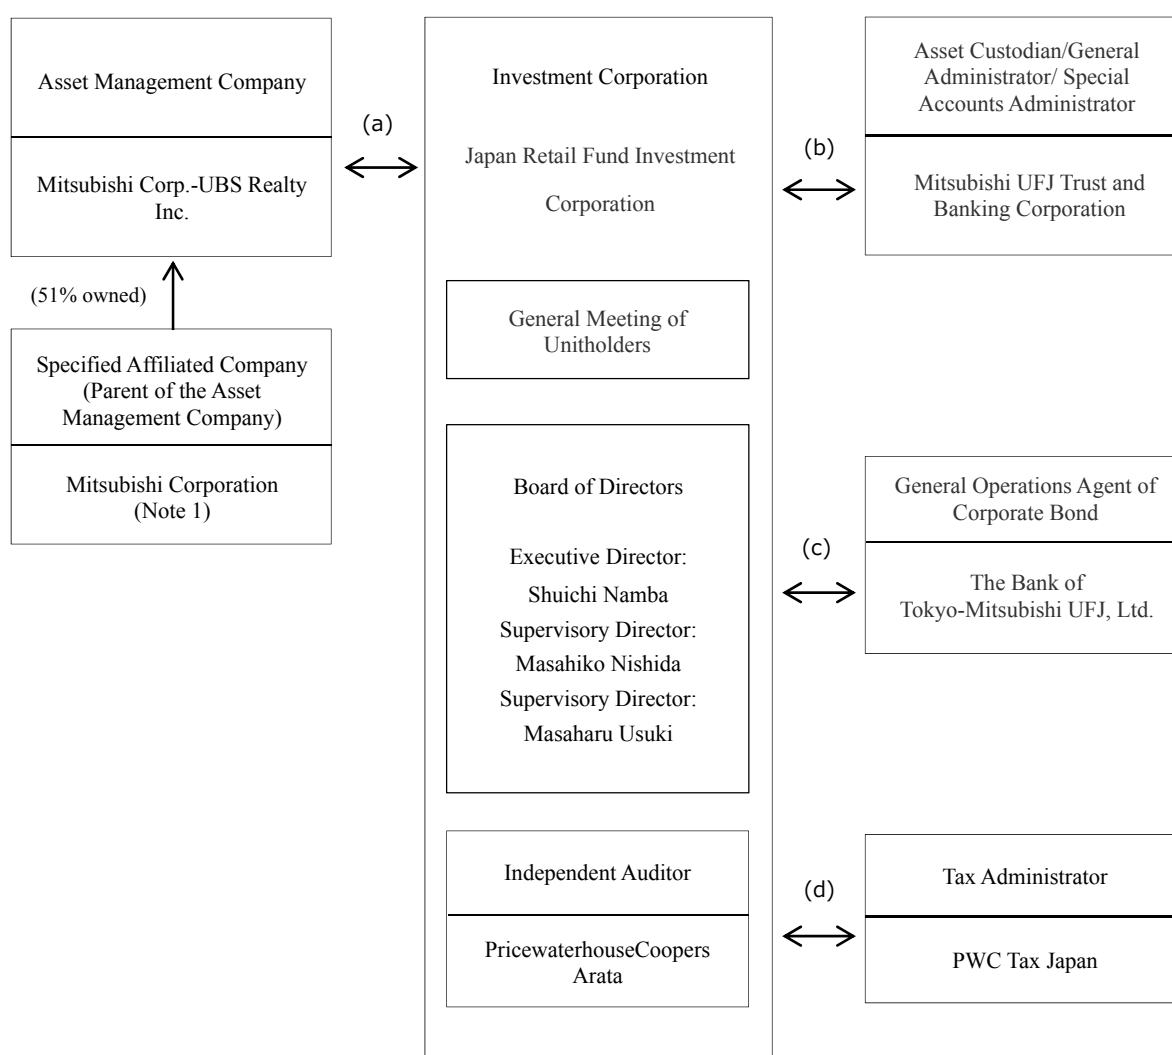 Asset Management Company
Mitsubishi Corp.-UBS Realty
Inc.
(51% owned)
Specified Affiliated Company
(Parent of the Asset
Management Company)
Mitsubishi Corporation
(Note 1)
(a)
Investment Corporation
Japan Retail Fund Investment
Corporation
General Meeting of
Unitholders
Board of Directors
Executive Director:
Shuichi Namba
Supervisory Director:
Masahiko Nishida
Supervisory Director:
Masaharu Usuki
Independent Auditor
PricewaterhouseCoopers
Arata
(b)
Asset Custodian/General
Administrator/ Special
Accounts Administrator
Mitsubishi UFJ Trust and
Banking Corporation
(c)
General Operations Agent of
Corporate Bond
The Bank of
Tokyo-Mitsubishi UFJ, Ltd.
(d)
Tax Administrator
PWC Tax Japan